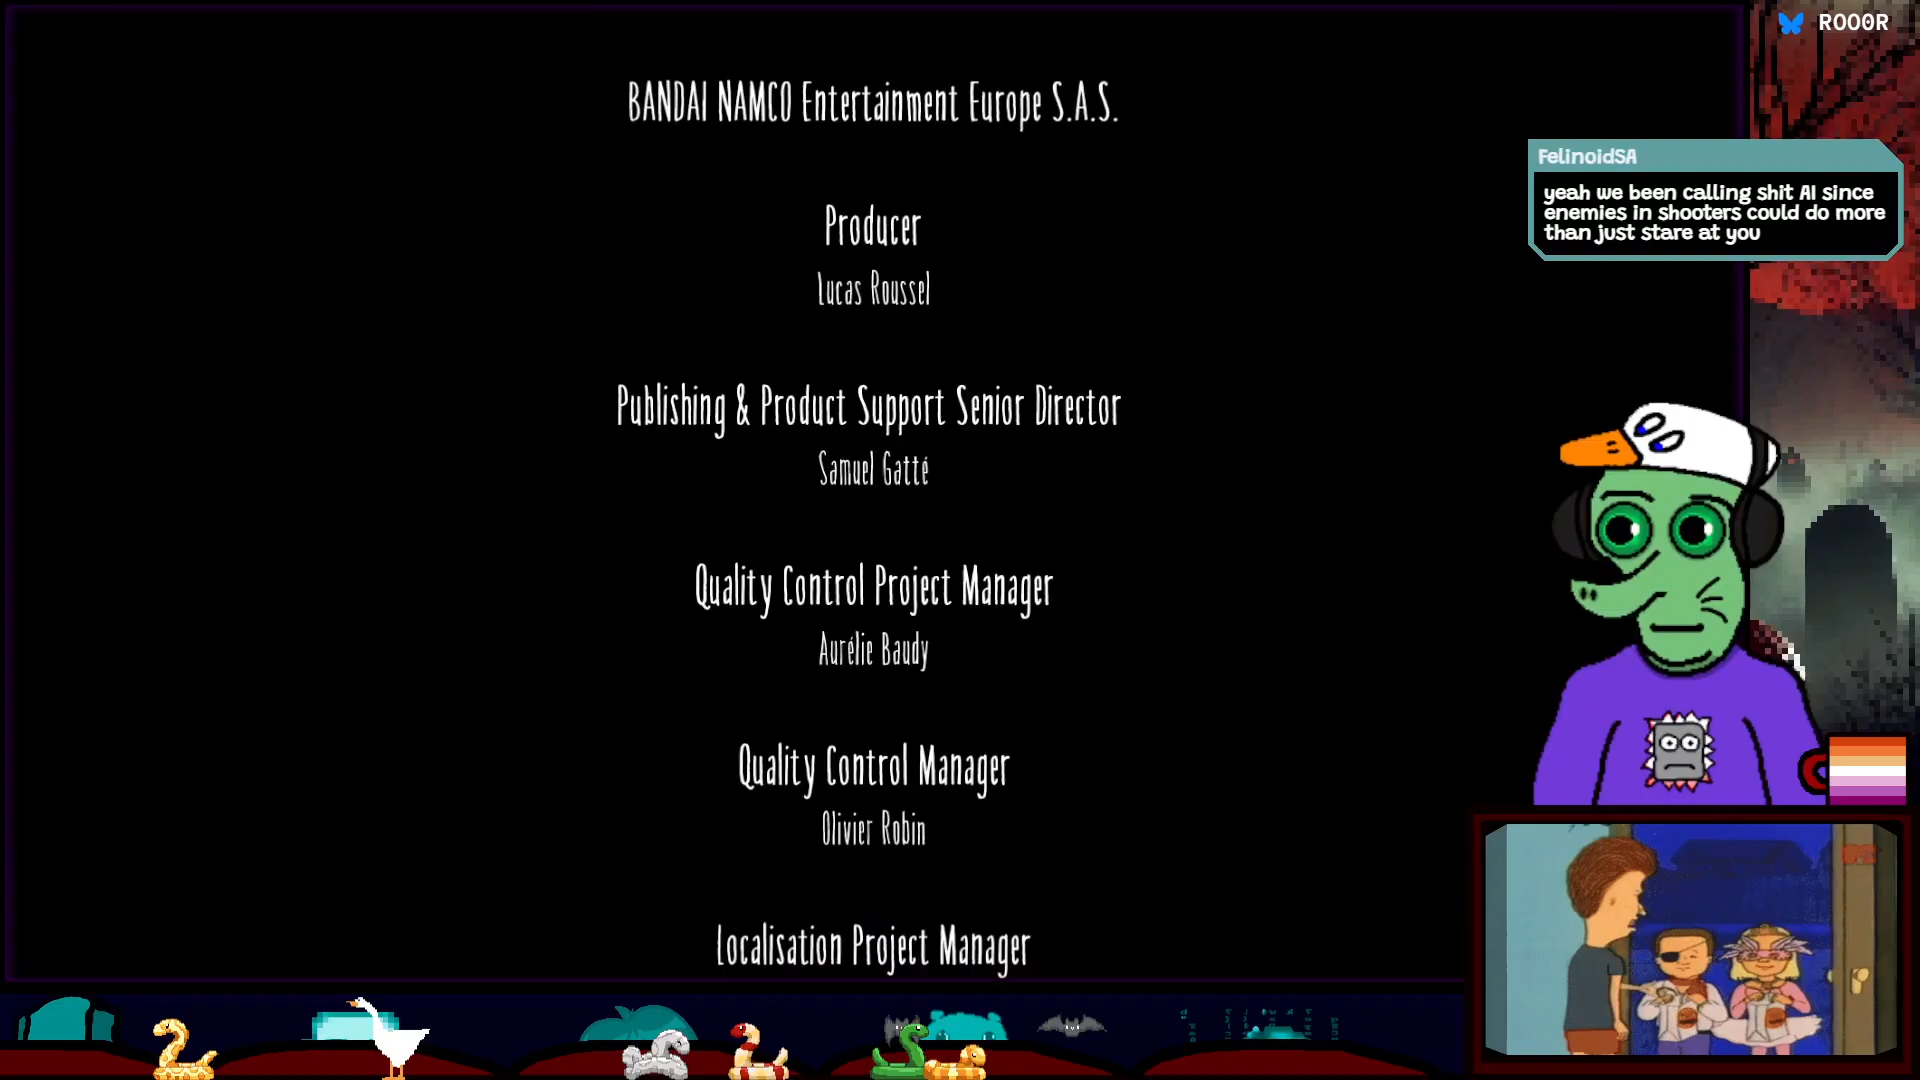 BANDAI NAMCO Entertainment Europe S.A.S.
Producer
Lucas Roussel
Publishing & Product Support Senior Director
Samuel Gatté
Quality Control Project Manager
Aurélie Baudy
Quality Control Manager
Olivier Robin
Localisation Project Manager
ROOOR
FelinoidSA
yeah we been calling shit AI since
enemies in shooters could do more
than just stare at you